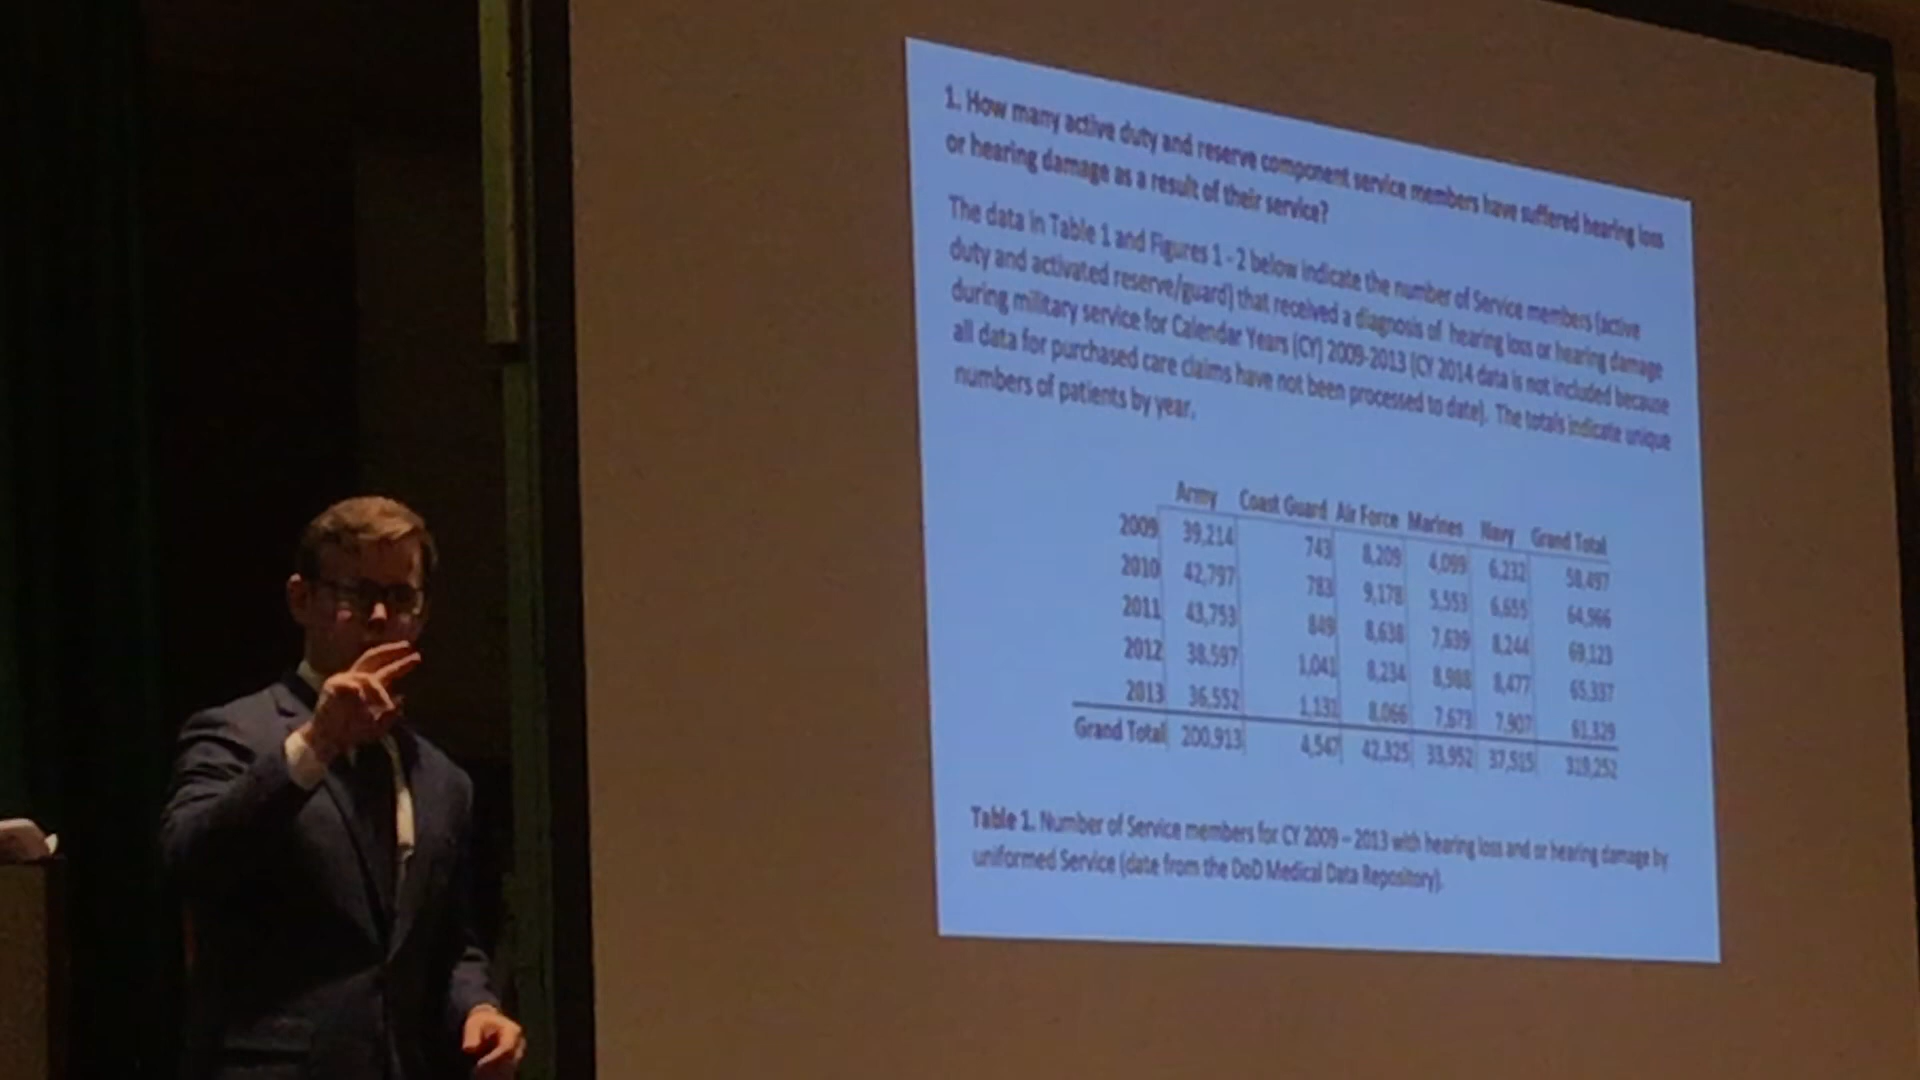 1. How many active duty and reserve component service members have suffered hearing loss
or hearing damage as a result of their service?
The data in Table 1 and Figures 1 - 2 below indicate the number of Service members (active
duty and activated reserve/guard) that received a diagnosis of hearing loss or hearing damage
during military service for Calendar Years (CY) 2009-2013 (CY 2014 data is not included because
all data for purchased care claims have not been processed to date). The totals indicate unique
numbers of patients by year.
Army Coast Guard Air Force Marines Navy Grand Total
2009 39,214 743 8,209 4,099 6,232 58,497
2010 42,797 783 9,178 5,553 6,655 64,966
2011 43,753 849 8,638 7,639 8,244 69,123
2012 38,597 1,041 8,234 8,988 8,477 65,337
2013 36,552 1,131 8,066 7,673 7,907 61,329
Grand Total 200,913 4,547 42,325 33,952 37,515 319,252
Table 1. Number of Service members for CY 2009 – 2013 with hearing loss and or hearing damage by
uniformed Service (date from the DoD Medical Data Repository).